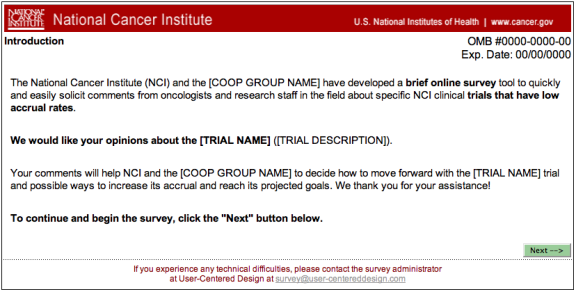 NATIONAL CANCER INSTITUTE
National Cancer Institute
U.S. National Institutes of Health | www.cancer.gov
Introduction
OMB #0000-0000-00
Exp. Date: 00/00/0000
The National Cancer Institute (NCI) and the [COOP GROUP NAME] have developed a brief online survey tool to quickly
and easily solicit comments from oncologists and research staff in the field about specific NCI clinical trials that have low
accrual rates.
We would like your opinions about the [TRIAL NAME] ([TRIAL DESCRIPTION]).
Your comments will help NCI and the [COOP GROUP NAME] to decide how to move forward with the [TRIAL NAME] trial
and possible ways to increase its accrual and reach its projected goals. We thank you for your assistance!
To continue and begin the survey, click the "Next" button below.
Next -->
If you experience any technical difficulties, please contact the survey administrator
at User-Centered Design at survey@user-centereddesign.com